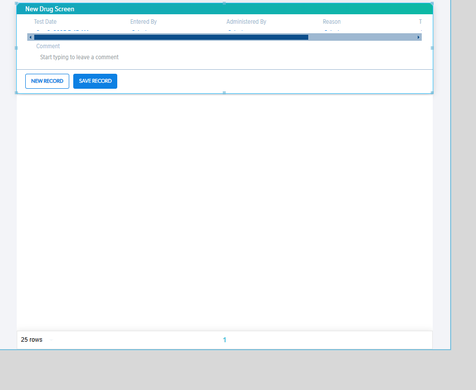 New Drug Screen
Test Date Entered By Administered By Reason T
Comment
Start typing to leave a comment
NEW RECORD SAVE RECORD
25 rows 1